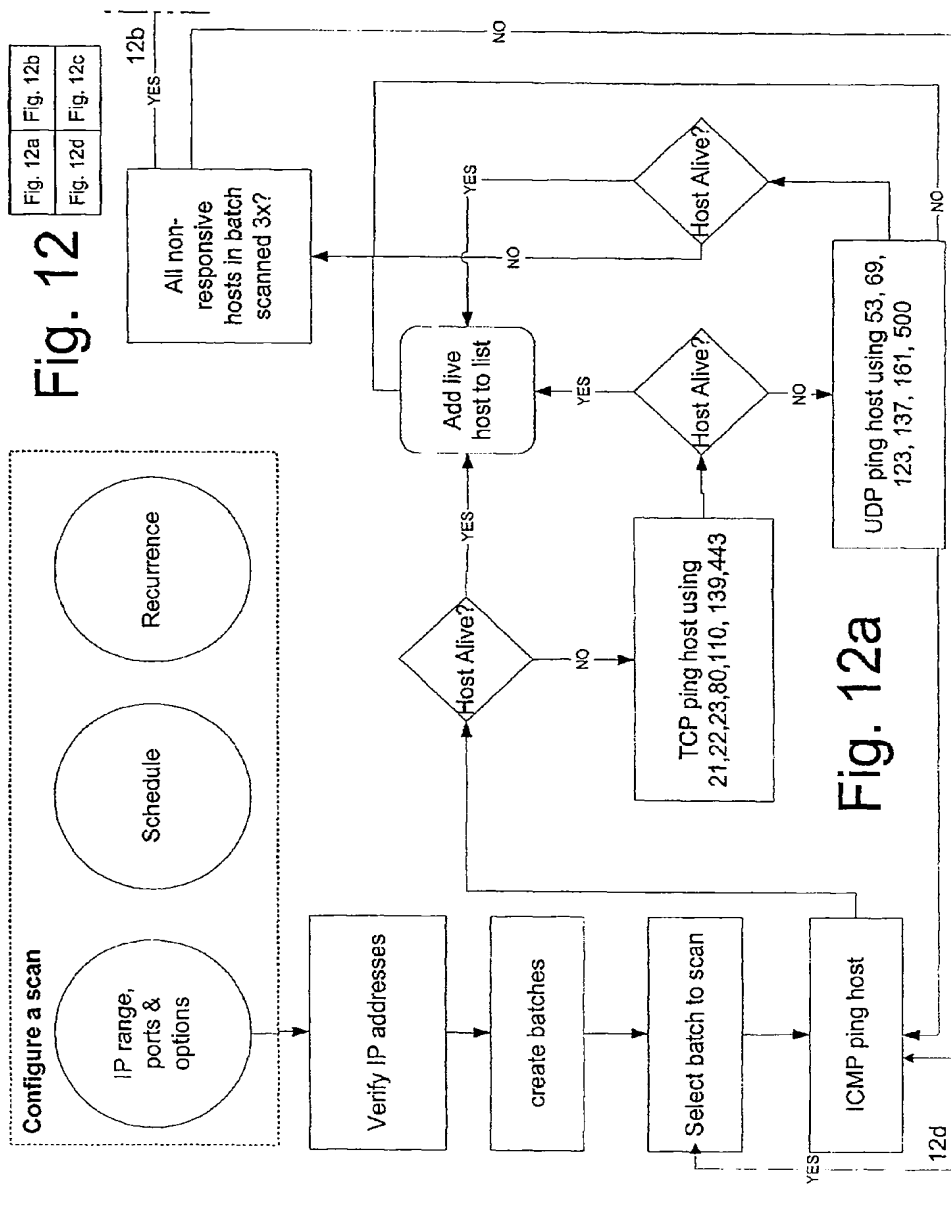 Fig. 12
Fig. 12a
Fig. 12b
Fig. 12d
Fig. 12c
Configure a scan
IP range,
ports &
options
Schedule
Recurrence
Verify IP addresses
create batches
Select batch to scan
ICMP ping host
YES
12d
Host Alive?
YES
NO
TCP ping host using
21,22,23,80,110, 139,443
Host Alive?
YES
NO
Add live
host to list
UDP ping host using 53, 69,
123, 137, 161, 500
Host Alive?
YES
NO
All non-
responsive
hosts in batch
scanned 3x?
YES
12b
NO
NO
Fig. 12a